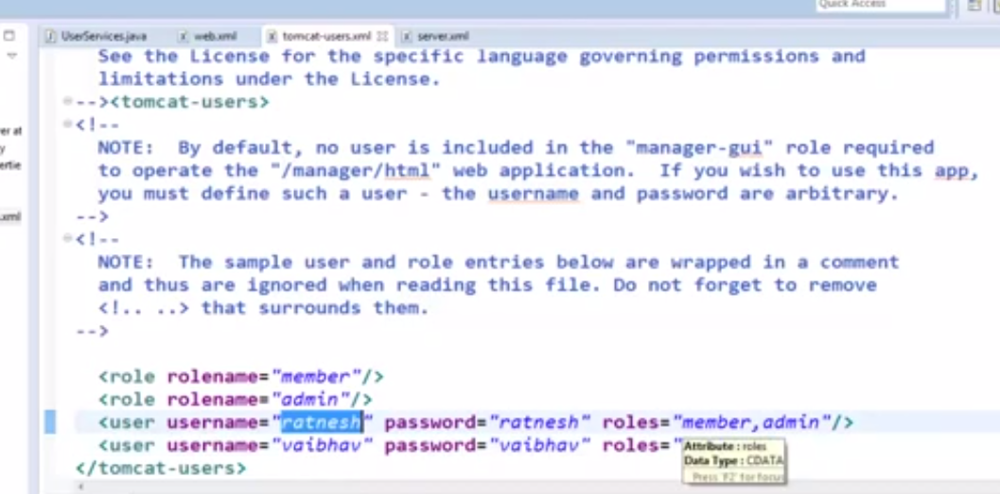 Quick Access
UserServices.java web.xml tomcat-users.xml server.xml
See the License for the specific language governing permissions and
limitations under the License.
--><tomcat-users>
<!--
NOTE: By default, no user is included in the "manager-gui" role required
to operate the "/manager/html" web application. If you wish to use this app,
you must define such a user - the username and password are arbitrary.
-->
<!--
NOTE: The sample user and role entries below are wrapped in a comment
and thus are ignored when reading this file. Do not forget to remove
<!.. ..> that surrounds them.
-->
<role rolename="member"/>
<role rolename="admin"/>
<user username="ratnesh" password="ratnesh" roles="member,admin"/>
<user username="vaibhav" password="vaibhav" roles="
Attribute : roles
Data Type : CDATA
Press 'F2' for focus
</tomcat-users>